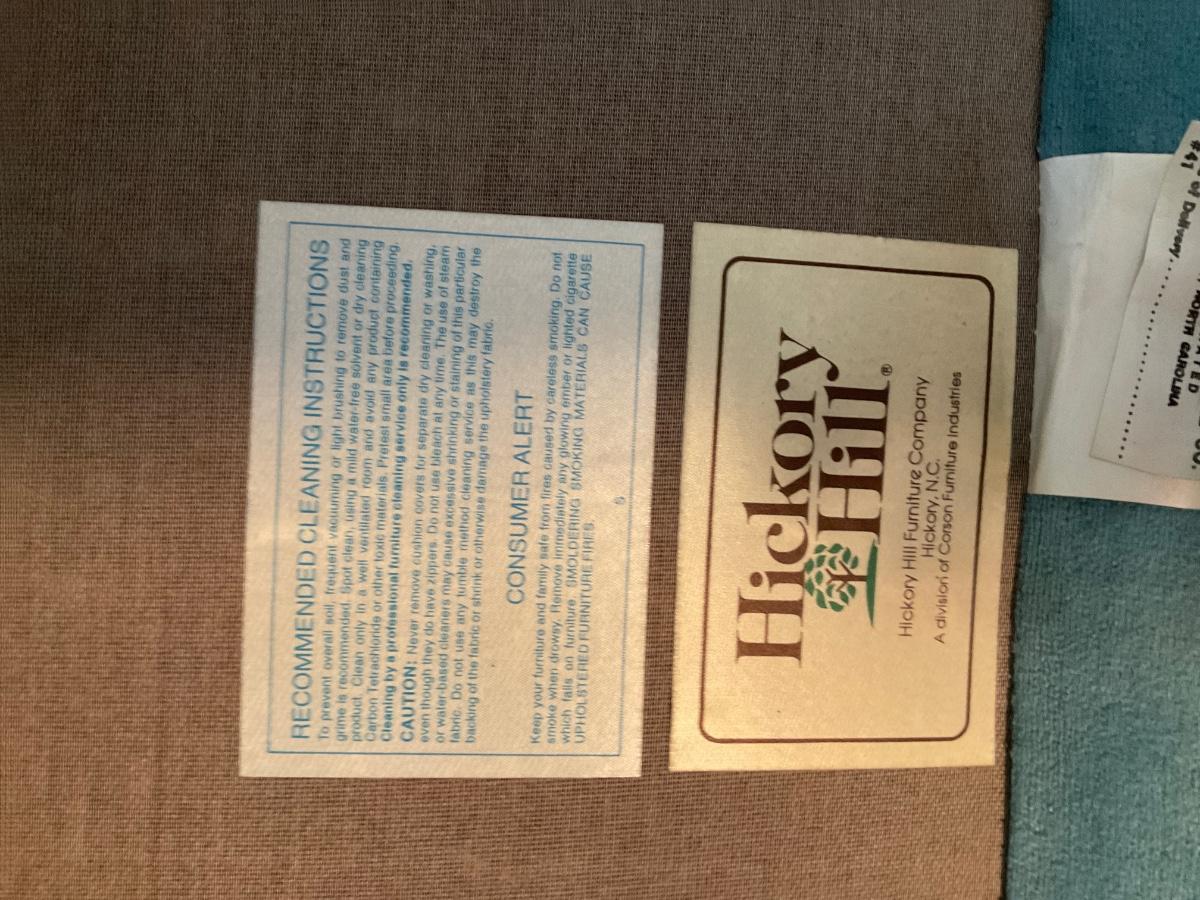 RECOMMENDED CLEANING INSTRUCTIONS
To prevent overall soil, frequent vacuuming or light brushing to remove dust and
grime is recommended. Spot clean, using a mild water-free solvent or dry cleaning
product. Clean only in a well ventilated room and avoid any product containing
Carbon Tetrachloride or other toxic materials. Pretest small area before proceeding.
Cleaning by a professional furniture cleaning service only is recommended.
CAUTION: Never remove cushion covers for separate dry cleaning or washing,
even though they do have zippers. Do not use bleach at any time. The use of steam
or water-based cleaners may cause excessive shrinking or staining of this particular
fabric. Do not use any tumble method cleaning service as this may destroy the
backing of the fabric or shrink or otherwise damage the upholstery fabric.
CONSUMER ALERT
Keep your furniture and family safe from fires caused by careless smoking. Do not
smoke when drowsy. Remove immediately any glowing ember or lighted cigarette
which falls on furniture. SMOLDERING SMOKING MATERIALS CAN CAUSE
UPHOLSTERED FURNITURE FIRES.
Hickory
Hill®
Hickory Hill Furniture Company
Hickory, N.C.
A division of Corson Furniture Industries
#41
Delivery....
NORTH CAROLINA